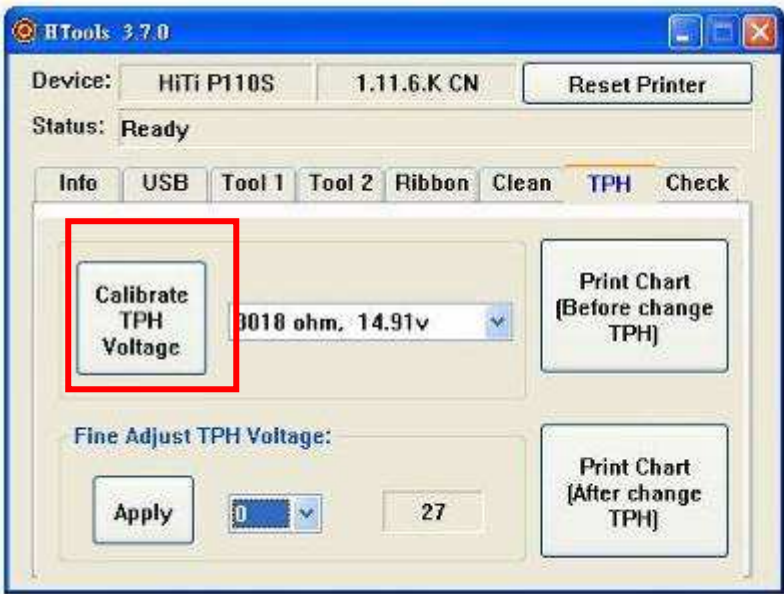 HTools 3.7.0
Device: HiTi P110S 1.11.6.K CN Reset Printer
Status: Ready
Info USB Tool 1 Tool 2 Ribbon Clean TPH Check
Calibrate
TPH
Voltage
ohm, 14.91v
Print Chart
(Before change
TPH)
Fine Adjust TPH Voltage:
Apply 0 27
Print Chart
(After change
TPH)